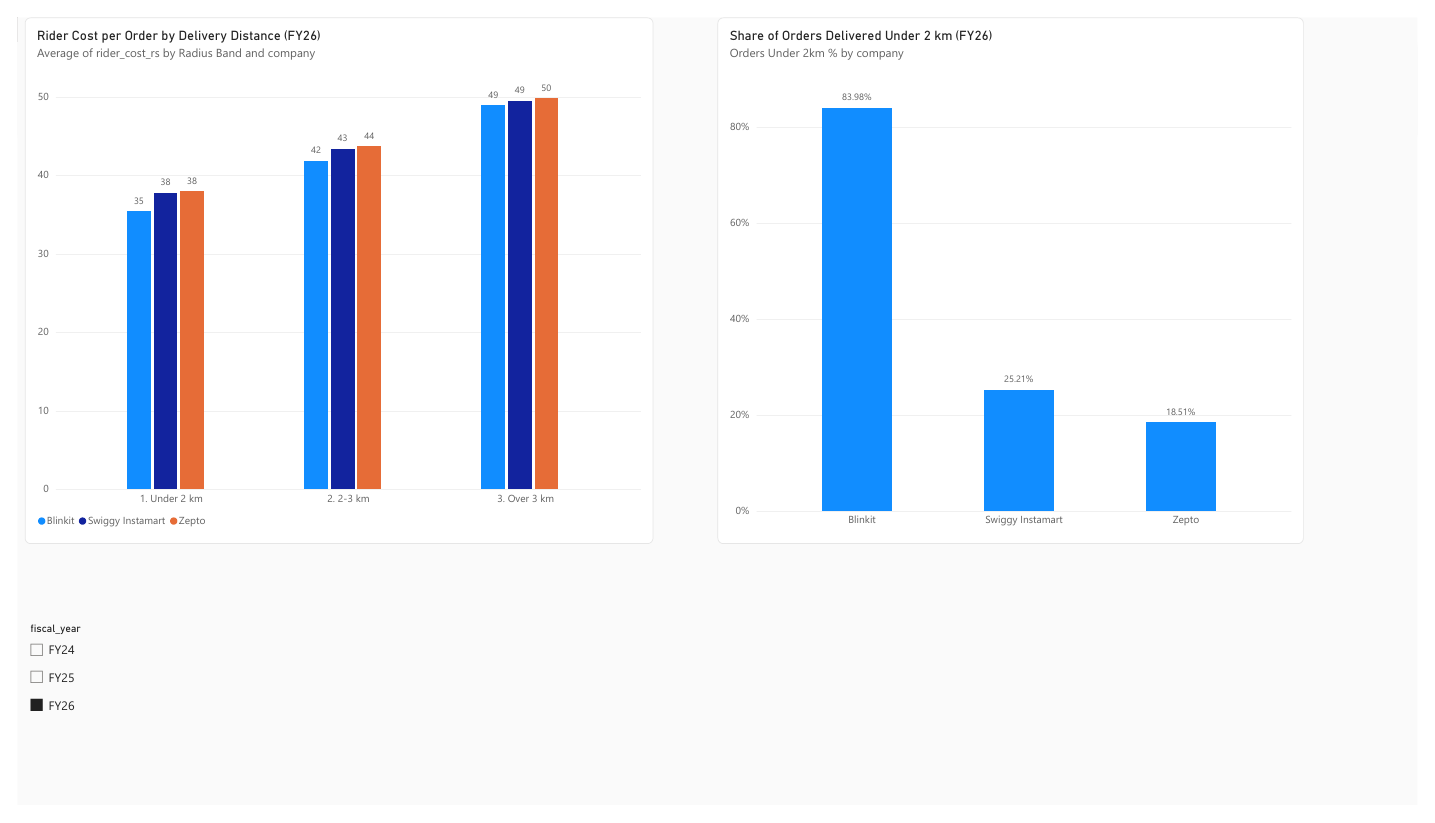 Rider Cost per Order by Delivery Distance (FY26)
Average of rider_cost_rs by Radius Band and company
50
40
30
20
10
0
35
38
38
42
43
44
49
49
50
1. Under 2 km
2. 2-3 km
3. Over 3 km
Blinkit Swiggy Instamart Zepto
Share of Orders Delivered Under 2 km (FY26)
Orders Under 2km % by company
80%
60%
40%
20%
0%
83.98%
25.21%
18.51%
Blinkit
Swiggy Instamart
Zepto
fiscal_year
FY24
FY25
FY26